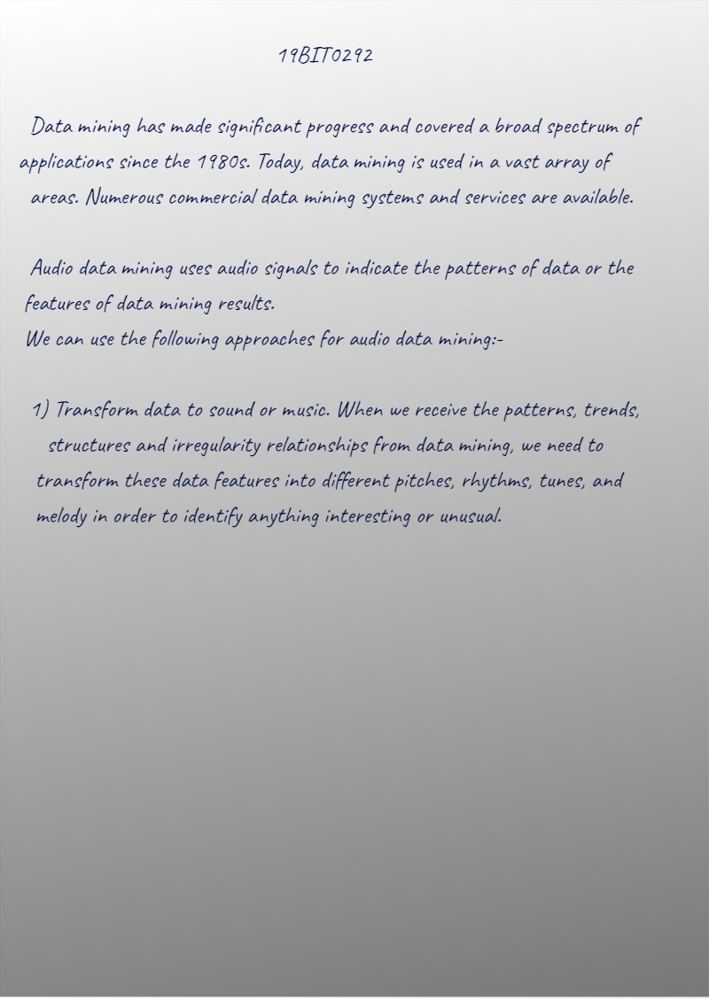 19BIT0292
Data mining has made significant progress and covered a broad spectrum of
applications since the 1980s. Today, data mining is used in a vast array of
areas. Numerous commercial data mining systems and services are available.
Audio data mining uses audio signals to indicate the patterns of data or the
features of data mining results.
We can use the following approaches for audio data mining:-
1) Transform data to sound or music. When we receive the patterns, trends,
structures and irregularity relationships from data mining, we need to
transform these data features into different pitches, rhythms, tunes, and
melody in order to identify anything interesting or unusual.